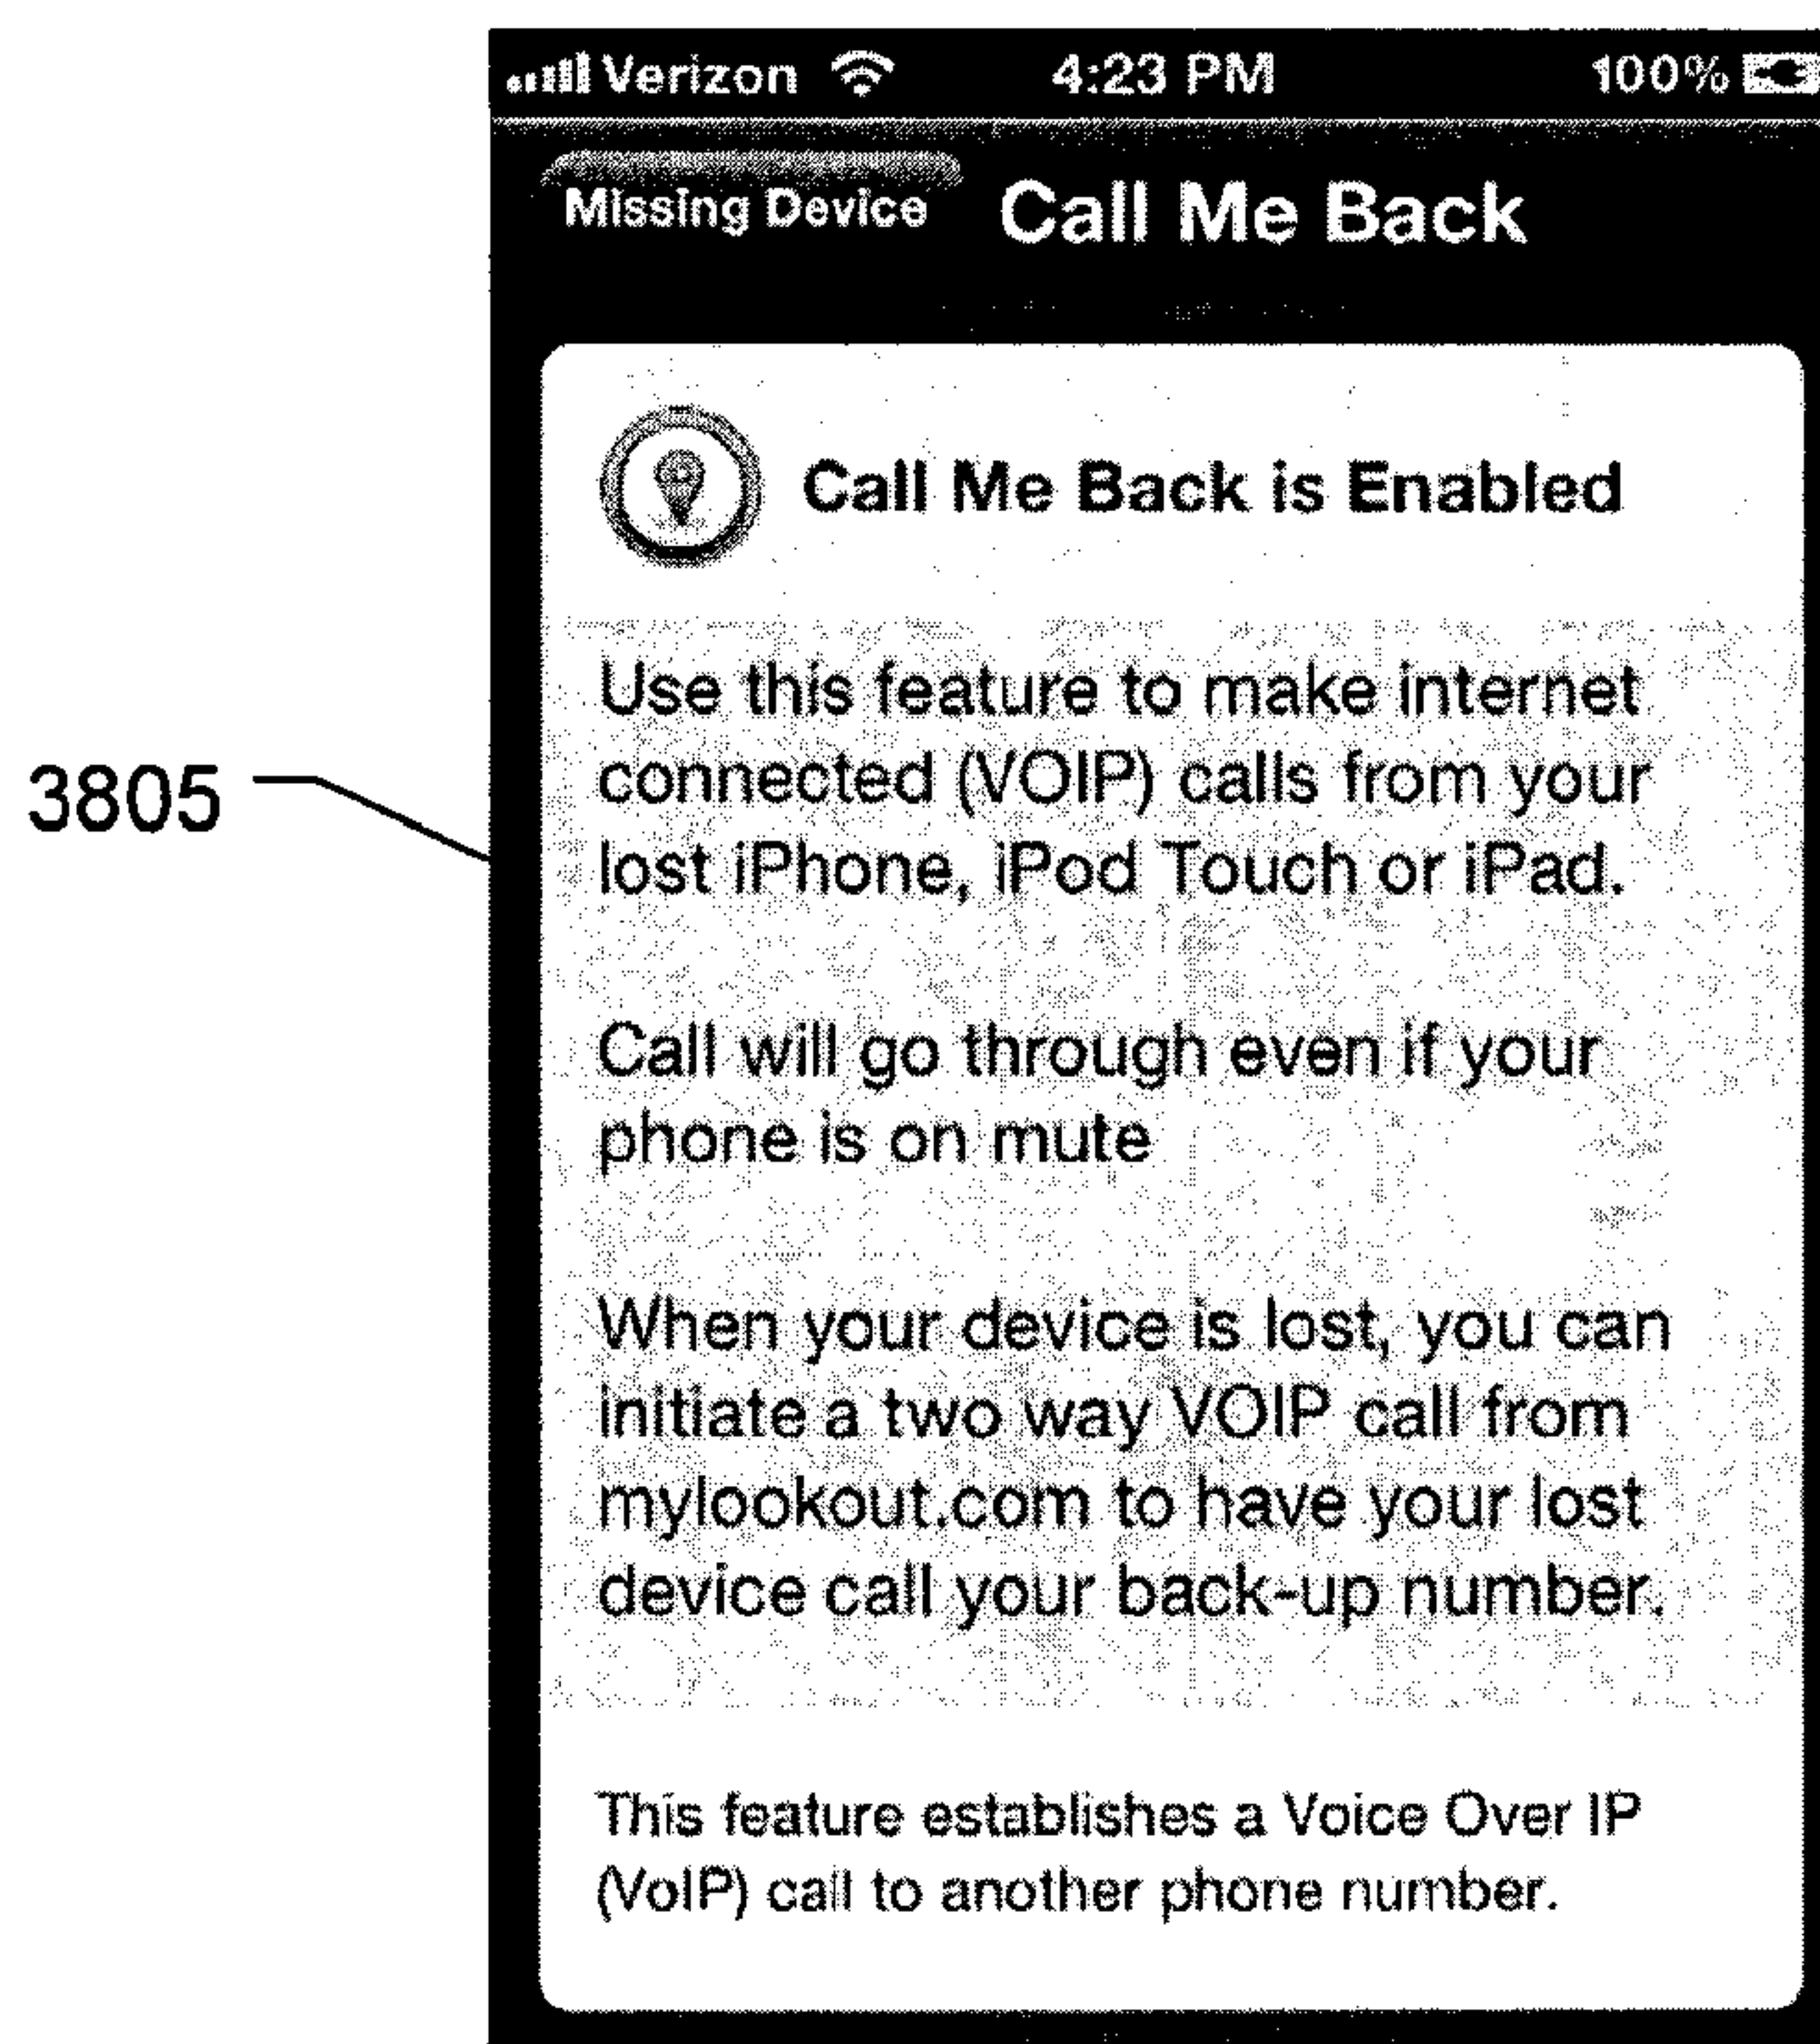 Verizon 4:23 PM 100%
Missing Device Call Me Back
Call Me Back is Enabled
Use this feature to make internet
connected (VOIP) calls from your
3805
lost iPhone, iPod Touch or iPad.
Call will go through even if your
phone is on mute
When your device is lost, you can
initiate a two way VOIP call from
mylookout.com to have your lost
device call your back-up number.
This feature establishes a Voice Over IP
(VoIP) call to another phone number.